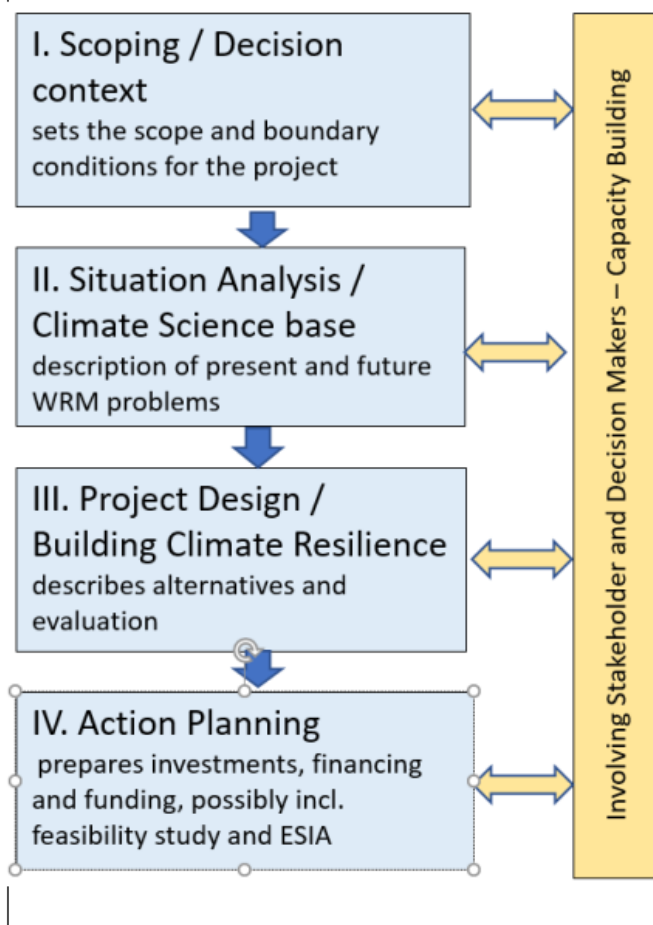 I. Scoping / Decision
context
sets the scope and boundary
conditions for the project
II. Situation Analysis /
Climate Science base
description of present and future
WRM problems
III. Project Design /
Building Climate Resilience
describes alternatives and
evaluation
IV. Action Planning
prepares investments, financing
and funding, possibly incl.
feasibility study and ESIA
Involving Stakeholder and Decision Makers – Capacity Building